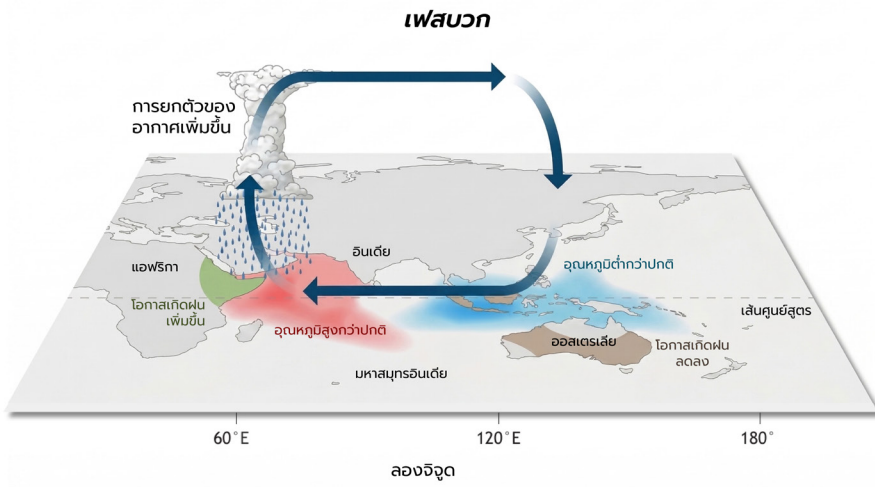 เฟสบวก
การยกตัวของ
อากาศเพิ่มขึ้น
อินเดีย
แอฟริกา
อุณหภูมิต่ำกว่าปกติ
โอกาสเกิดฝน
เพิ่มขึ้น
เส้นศูนย์สูตร
อุณหภูมิสูงกว่าปกติ
ออสเตรเลีย
โอกาสเกิดฝน
ลดลง
มหาสมุทรอินเดีย
60°E
120°E
180°
ลองจิจูด